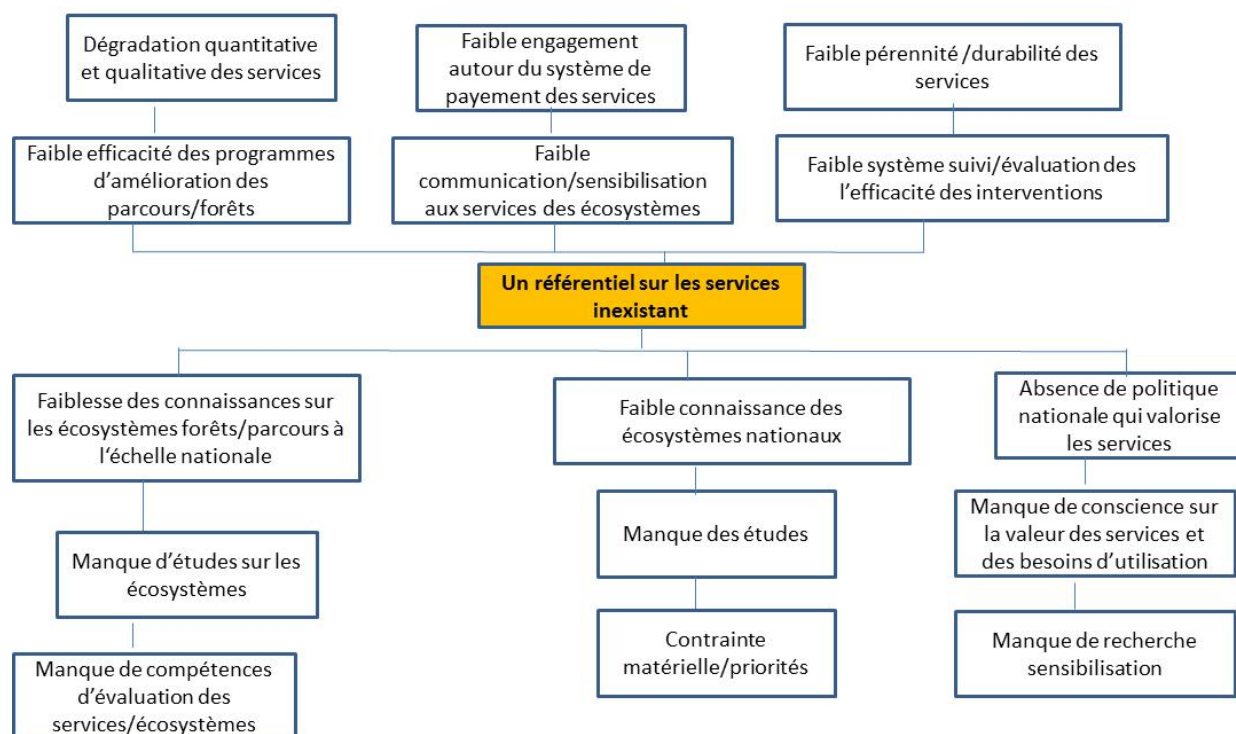 Dégradation quantitative
et qualitative des services
Faible engagement
autour du système de
payement des services
Faible pérennité /durabilité des
services
Faible efficacité des programmes
d’amélioration des
parcours/forêts
Faible
communication/sensibilisation
aux services des écosystèmes
Faible système suivi/évaluation des
l’efficacité des interventions
Un référentiel sur les services
inexistant
Faiblesse des connaissances sur
les écosystèmes forêts/parcours à
l‘échelle nationale
Faible connaissance des
écosystèmes nationaux
Absence de politique
nationale qui valorise
les services
Manque d’études sur les
écosystèmes
Manque des études
Manque de conscience sur
la valeur des services et
des besoins d’utilisation
Manque de compétences
d’évaluation des
services/écosystèmes
Contrainte
matérielle/priorités
Manque de recherche
sensibilisation